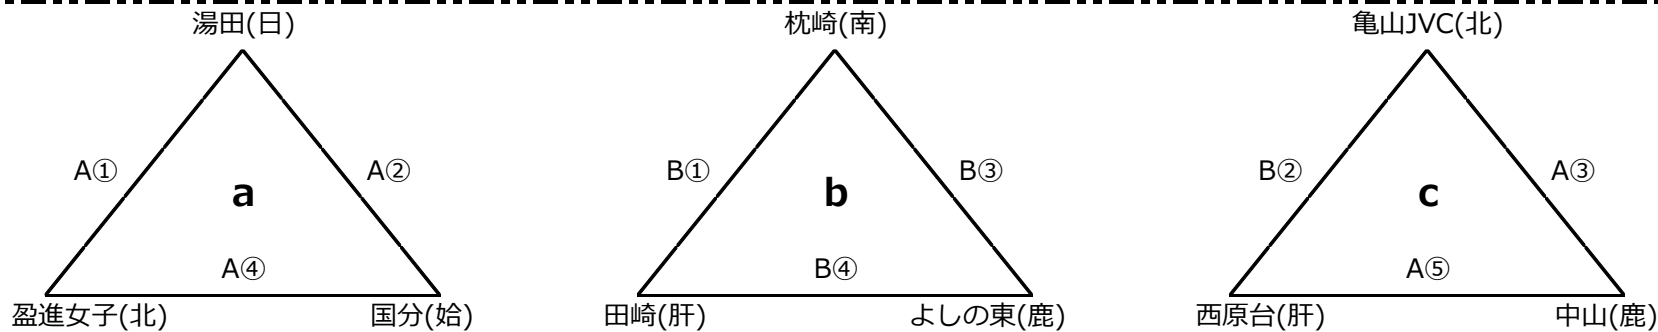 湯田(日) 枕崎(南) 亀山JVC(北)
A① A② B① B③ B② A③
a b c
A④ B④ A⑤
盈進女子(北) 国分(姶) 田崎(肝) よしの東(鹿) 西原台(肝) 中山(鹿)